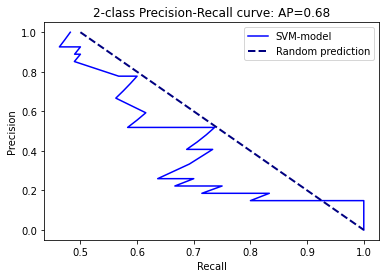 2-class Precision-Recall curve: AP=0.68
SVM-model
Random prediction
Precision
1.0
0.8
0.6
0.4
0.2
0.0
0.5
0.6
0.7
0.8
0.9
1.0
Recall